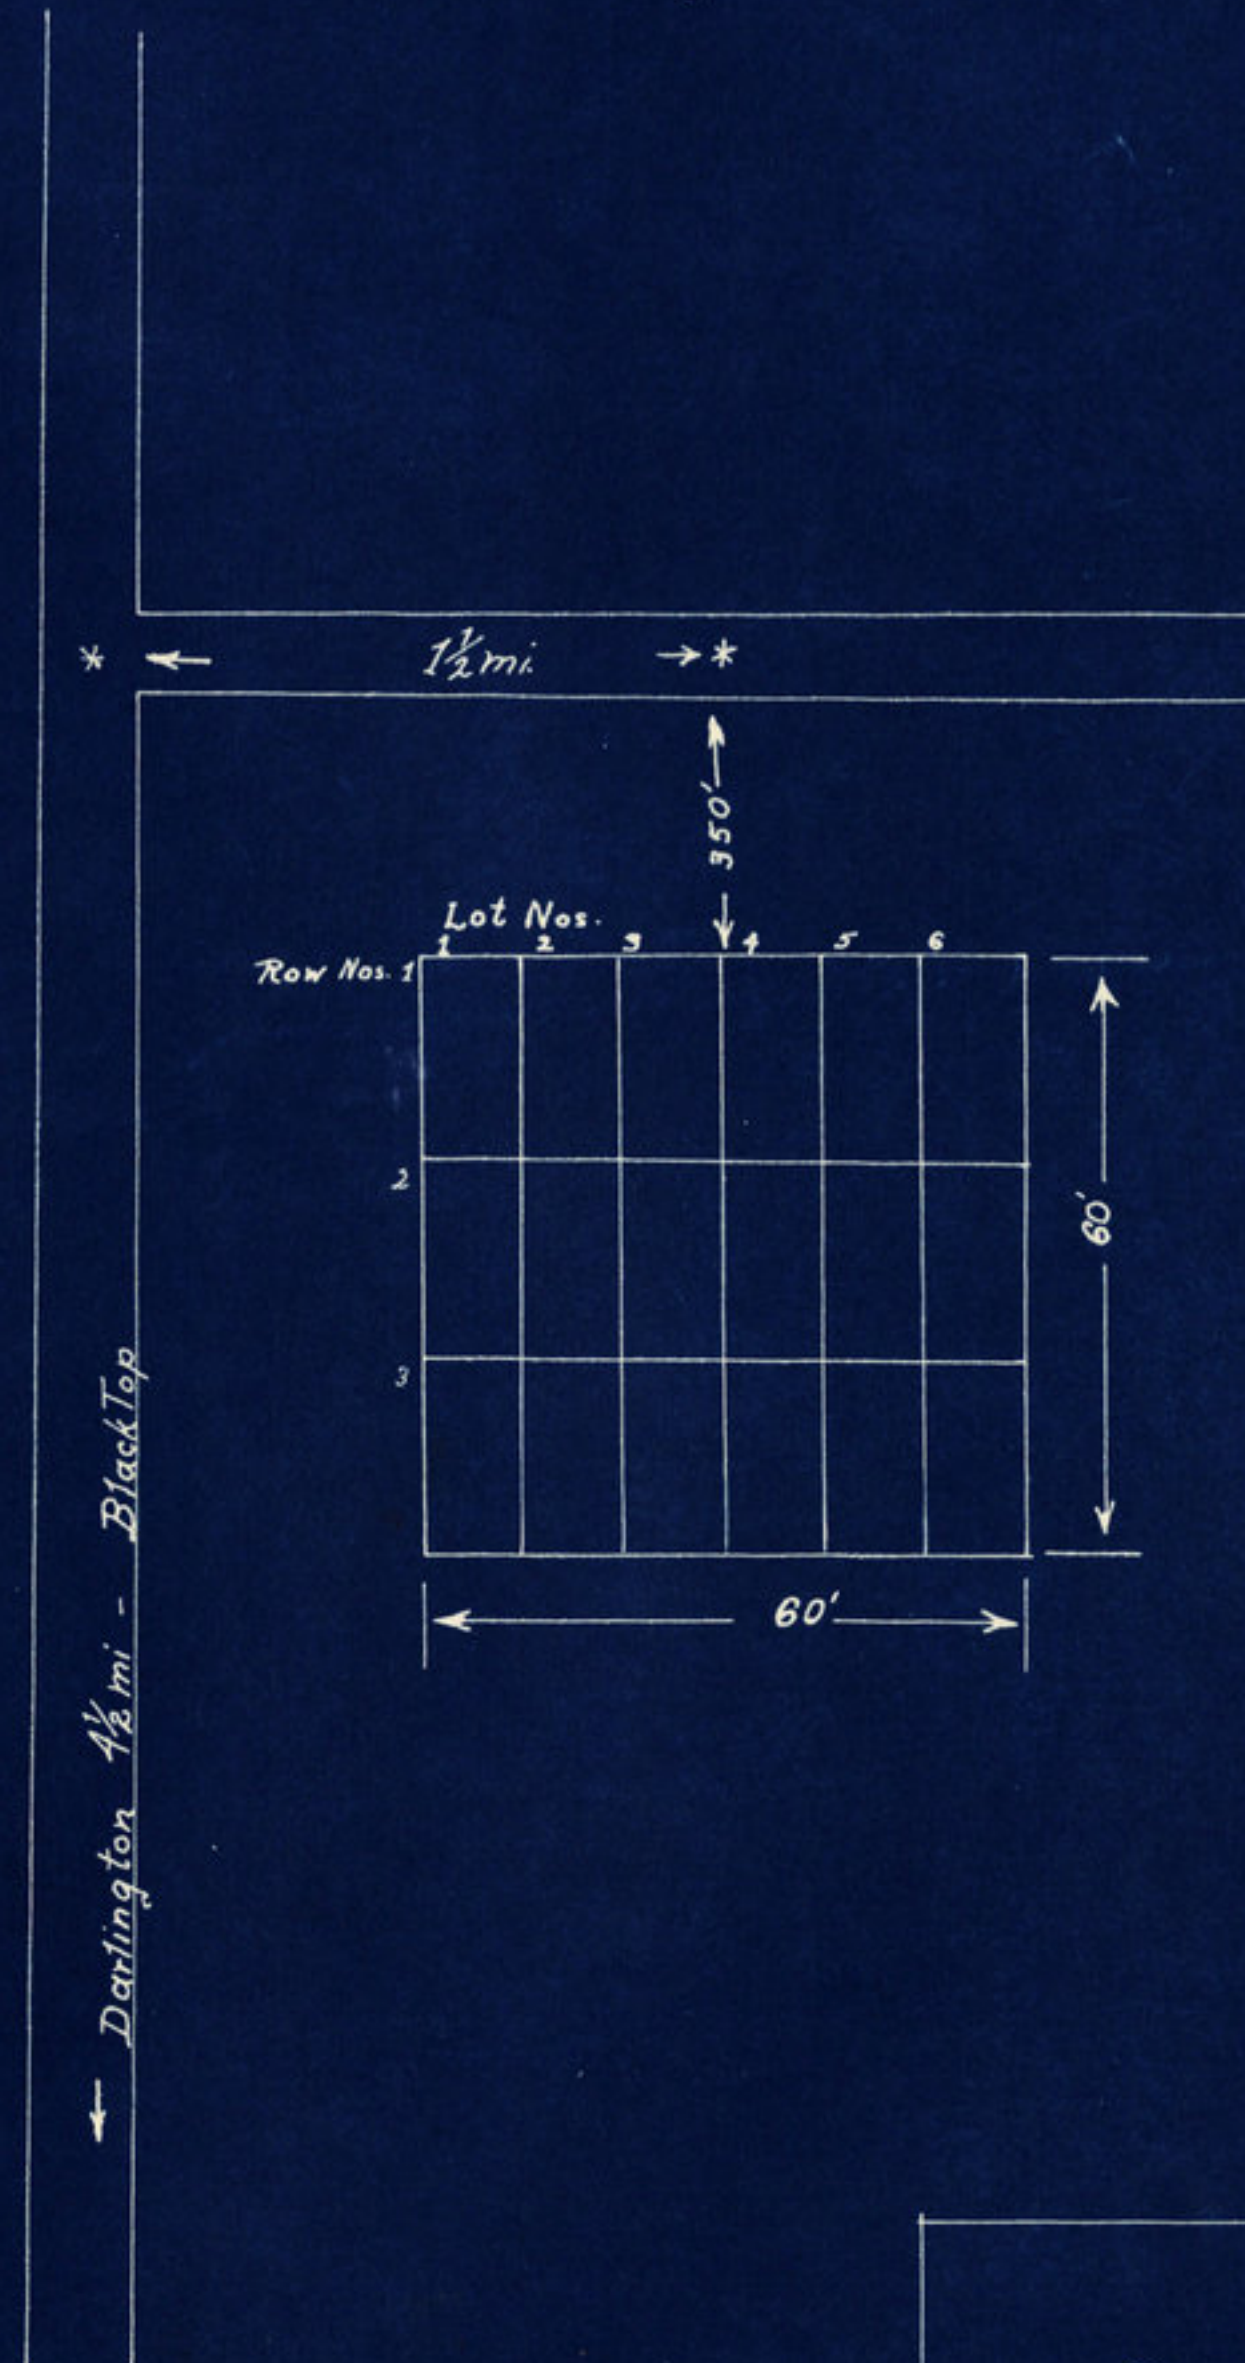 * ← 1½ mi. → *
350'
Lot Nos.
1 2 3 4 5 6
Row Nos. 1
2
3
60'
60'
← Darlington 4½ mi - Black Top